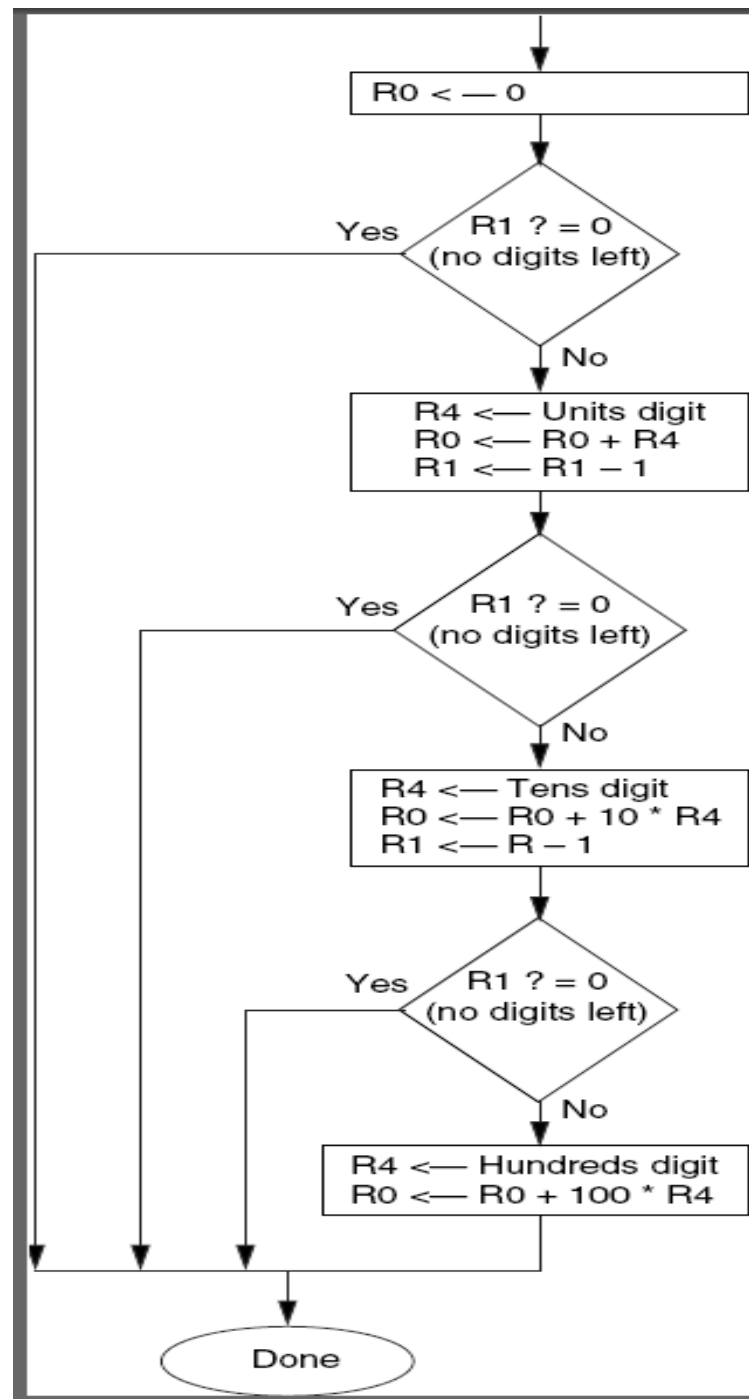 R0 < — 0
R1 ? = 0
(no digits left)
Yes
No
R4 <— Units digit
R0 <— R0 + R4
R1 <— R1 – 1
R1 ? = 0
(no digits left)
Yes
No
R4 <— Tens digit
R0 <— R0 + 10 * R4
R1 <— R – 1
R1 ? = 0
(no digits left)
Yes
No
R4 <— Hundreds digit
R0 <— R0 + 100 * R4
Done